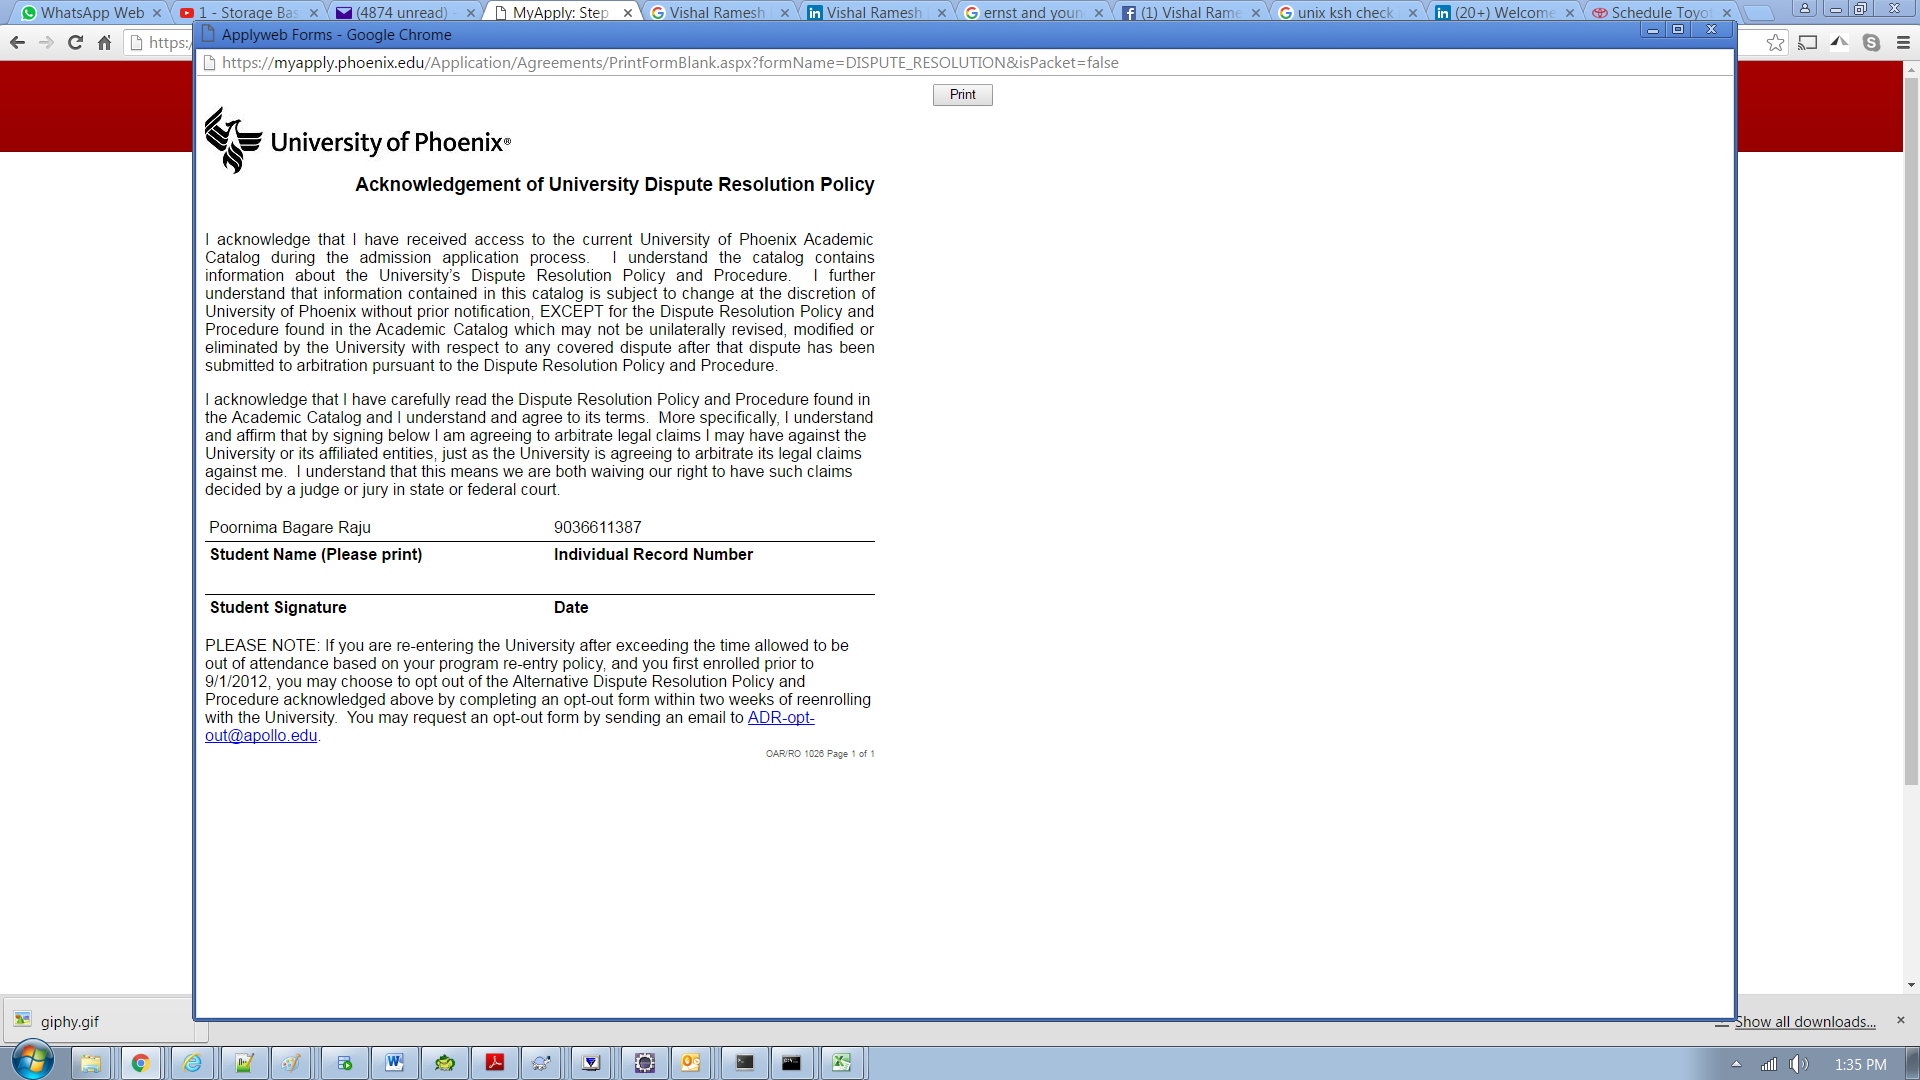 WhatsApp Web
1 - Storage Bas
(4874 unread) -
MyApply: Step
Vishal Ramesh
Vishal Ramesh
ernst and youn
(1) Vishal Rame
unix ksh check
(20+) Welcome
Schedule Toyot
https:/
Applyweb Forms - Google Chrome
https://myapply.phoenix.edu/Application/Agreements/PrintFormBlank.aspx?formName=DISPUTE_RESOLUTION&isPacket=false
Print
University of Phoenix®
Acknowledgement of University Dispute Resolution Policy
I acknowledge that I have received access to the current University of Phoenix Academic
Catalog during the admission application process. I understand the catalog contains
information about the University's Dispute Resolution Policy and Procedure. I further
understand that information contained in this catalog is subject to change at the discretion of
University of Phoenix without prior notification, EXCEPT for the Dispute Resolution Policy and
Procedure found in the Academic Catalog which may not be unilaterally revised, modified or
eliminated by the University with respect to any covered dispute after that dispute has been
submitted to arbitration pursuant to the Dispute Resolution Policy and Procedure.
I acknowledge that I have carefully read the Dispute Resolution Policy and Procedure found in
the Academic Catalog and I understand and agree to its terms. More specifically, I understand
and affirm that by signing below I am agreeing to arbitrate legal claims I may have against the
University or its affiliated entities, just as the University is agreeing to arbitrate its legal claims
against me. I understand that this means we are both waiving our right to have such claims
decided by a judge or jury in state or federal court.
Poornima Bagare Raju 9036611387
Student Name (Please print) Individual Record Number
Student Signature Date
PLEASE NOTE: If you are re-entering the University after exceeding the time allowed to be
out of attendance based on your program re-entry policy, and you first enrolled prior to
9/1/2012, you may choose to opt out of the Alternative Dispute Resolution Policy and
Procedure acknowledged above by completing an opt-out form within two weeks of reenrolling
with the University. You may request an opt-out form by sending an email to ADR-opt-
out@apollo.edu.
OAR/RO 1026 Page 1 of 1
giphy.gif
Show all downloads...
1:35 PM